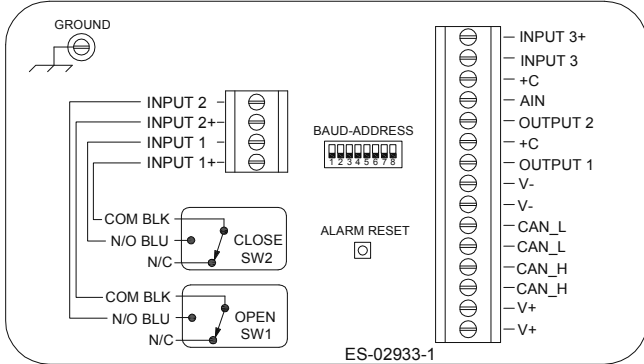 GROUND
INPUT 2
INPUT 2+
INPUT 1
INPUT 1+
BAUD-ADDRESS
1 2 3 4 5 6 7 8
ALARM RESET
COM BLK
N/O BLU
N/C
CLOSE
SW2
COM BLK
N/O BLU
N/C
OPEN
SW1
INPUT 3+
INPUT 3
+C
AIN
OUTPUT 2
+C
OUTPUT 1
V-
V-
CAN_L
CAN_L
CAN_H
CAN_H
V+
V+
ES-02933-1